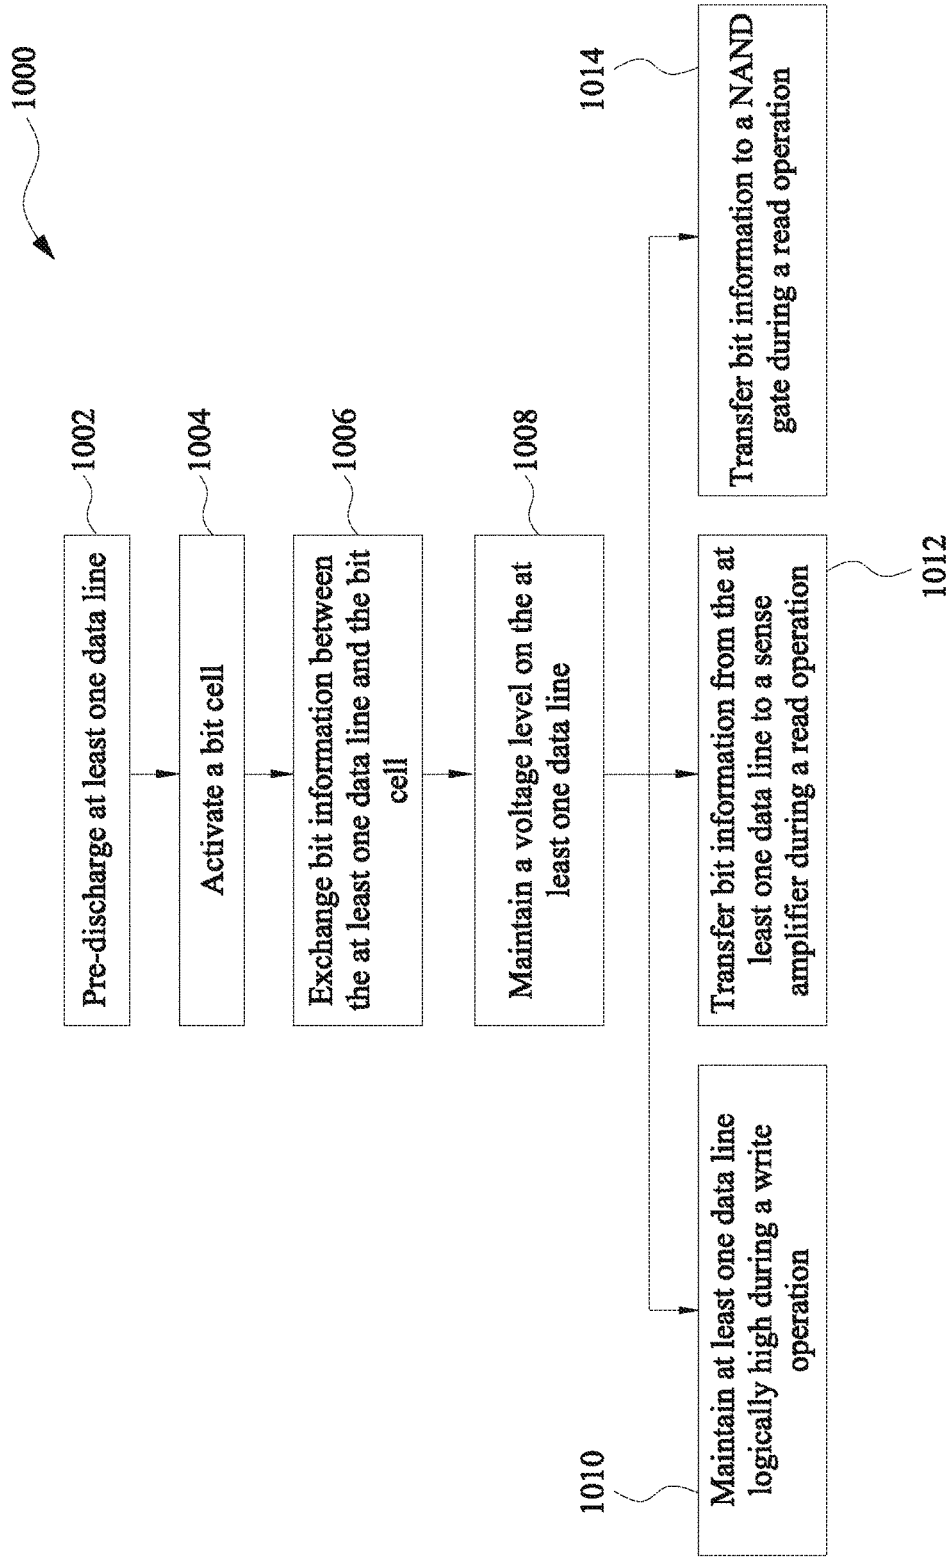 1000
Pre-discharge at least one data line
1002
Activate a bit cell
1004
Exchange bit information between
the at least one data line and the bit
cell
1006
Maintain a voltage level on the at
least one data line
1008
1010
Maintain at least one data line
logically high during a write
operation
Transfer bit information from the at
least one data line to a sense
amplifier during a read operation
1012
1014
Transfer bit information to a NAND
gate during a read operation